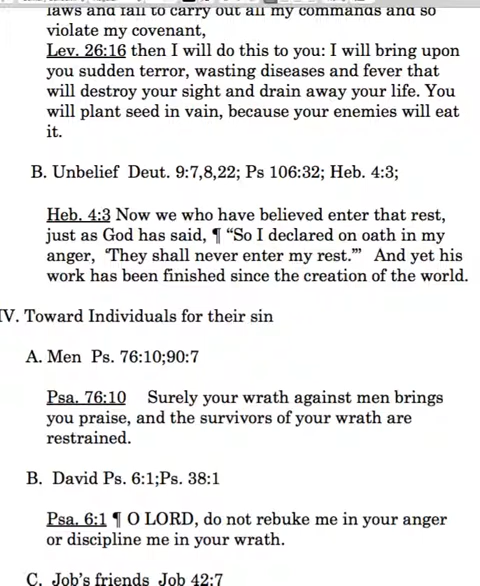 laws and fail to carry out all my commands and so
violate my covenant,
Lev. 26:16 then I will do this to you: I will bring upon
you sudden terror, wasting diseases and fever that
will destroy your sight and drain away your life. You
will plant seed in vain, because your enemies will eat
it.
B. Unbelief Deut. 9:7,8,22; Ps 106:32; Heb. 4:3;
Heb. 4:3 Now we who have believed enter that rest,
just as God has said, ¶ “So I declared on oath in my
anger, ‘They shall never enter my rest.’” And yet his
work has been finished since the creation of the world.
IV. Toward Individuals for their sin
A. Men Ps. 76:10;90:7
Psa. 76:10 Surely your wrath against men brings
you praise, and the survivors of your wrath are
restrained.
B. David Ps. 6:1;Ps. 38:1
Psa. 6:1 ¶ O LORD, do not rebuke me in your anger
or discipline me in your wrath.
C. Job’s friends Job 42:7